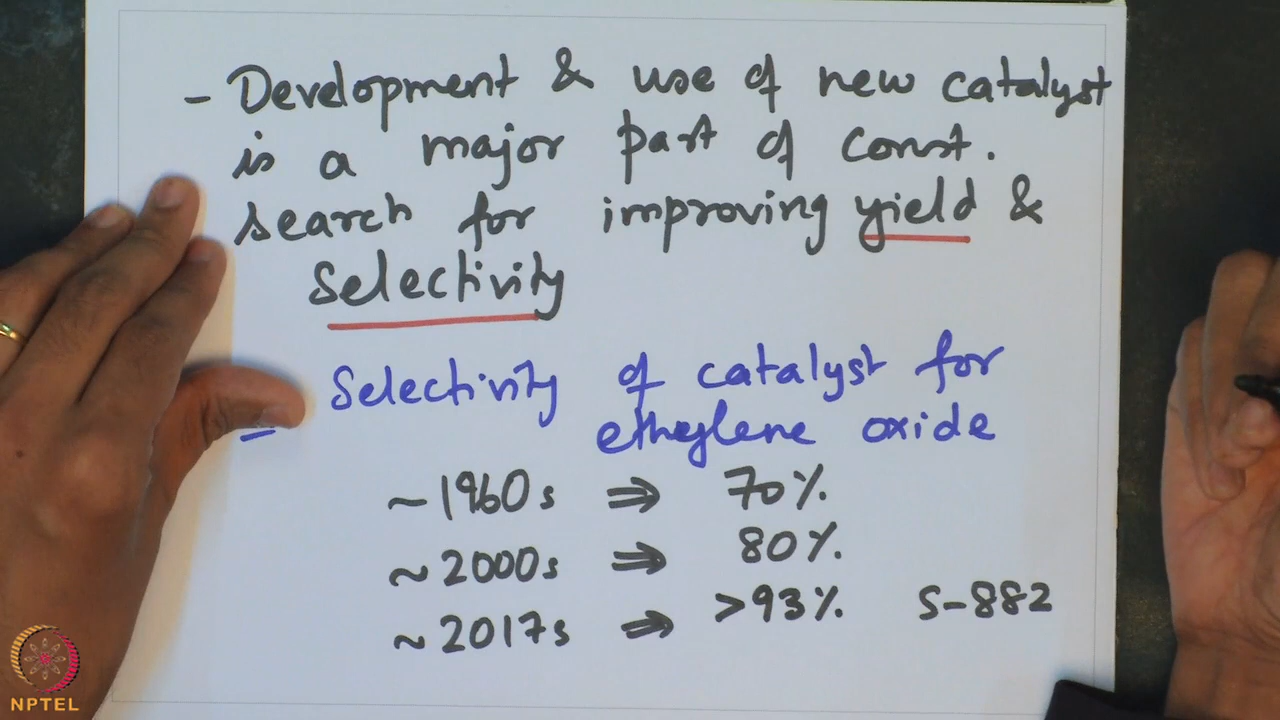 - Development & use of new catalyst
is a major part of const.
search for improving yield &
Selectivity
- Selectivity of catalyst for
ethylene oxide
~1960s ⇒ 70%
~2000s ⇒ 80%
~2017s ⇒ >93% S-882
NPTEL